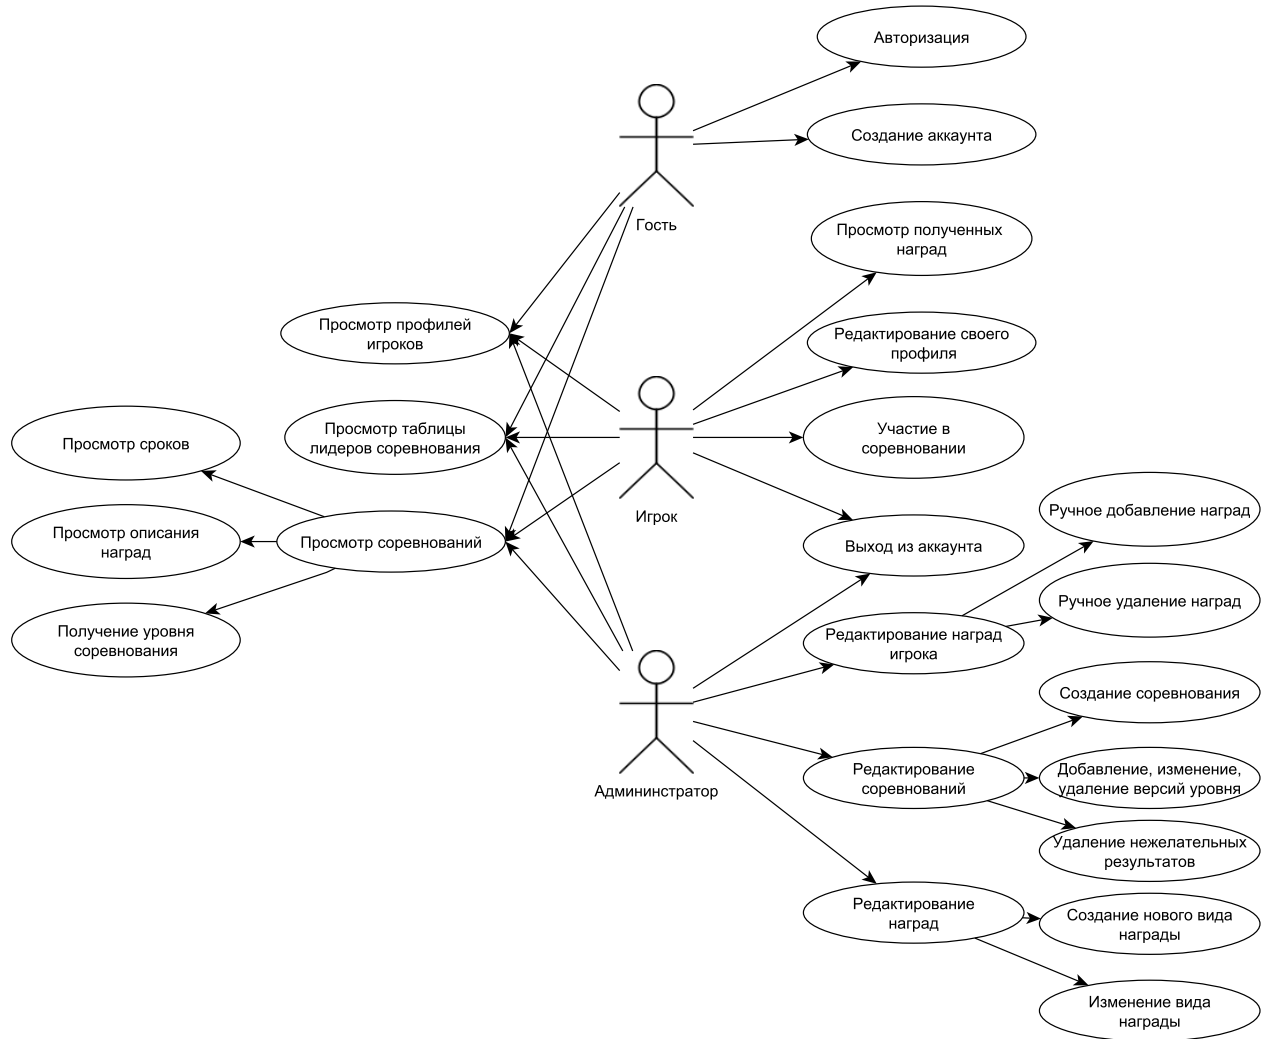 Авторизация
Создание аккаунта
Гость
Просмотр полученных
наград
Просмотр профилей
игроков
Редактирование своего
профиля
Просмотр таблицы
лидеров соревнования
Участие в
соревновании
Просмотр сроков
Игрок
Ручное добавление наград
Просмотр описания
наград
Просмотр соревнований
Выход из аккаунта
Ручное удаление наград
Получение уровня
соревнования
Редактирование наград
игрока
Создание соревнования
Админинстратор
Редактирование
соревнований
Добавление, изменение,
удаление версий уровня
Удаление нежелательных
результатов
Редактирование
наград
Создание нового вида
награды
Изменение вида
награды